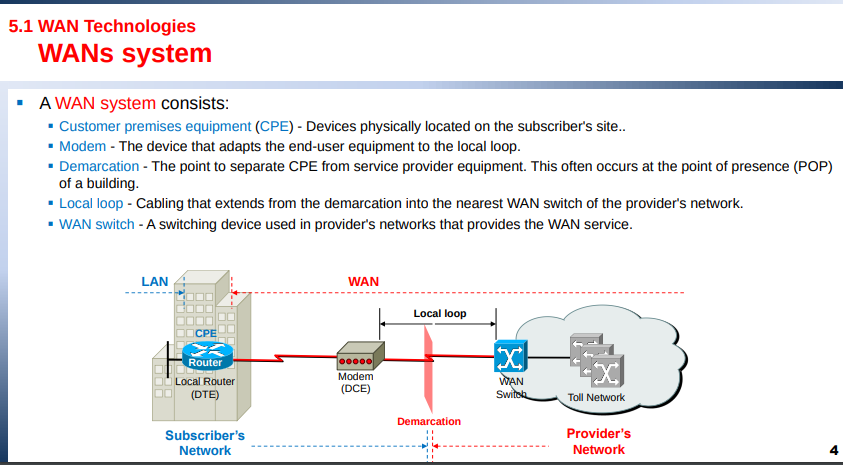 5.1 WAN Technologies
WANs system
A WAN system consists:
Customer premises equipment (CPE) - Devices physically located on the subscriber's site..
Modem - The device that adapts the end-user equipment to the local loop.
Demarcation - The point to separate CPE from service provider equipment. This often occurs at the point of presence (POP)
of a building.
Local loop - Cabling that extends from the demarcation into the nearest WAN switch of the provider's network.
WAN switch - A switching device used in provider's networks that provides the WAN service.
LAN
WAN
Local loop
CPE
Router
Local Router
(DTE)
Modem
(DCE)
WAN
Switch
Toll Network
Demarcation
Subscriber's
Network
Provider's
Network
4